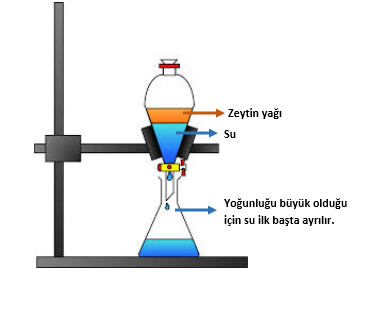 Zeytin yağı
Su
Yoğunluğu büyük olduğu
için su ilk başta ayrılır.